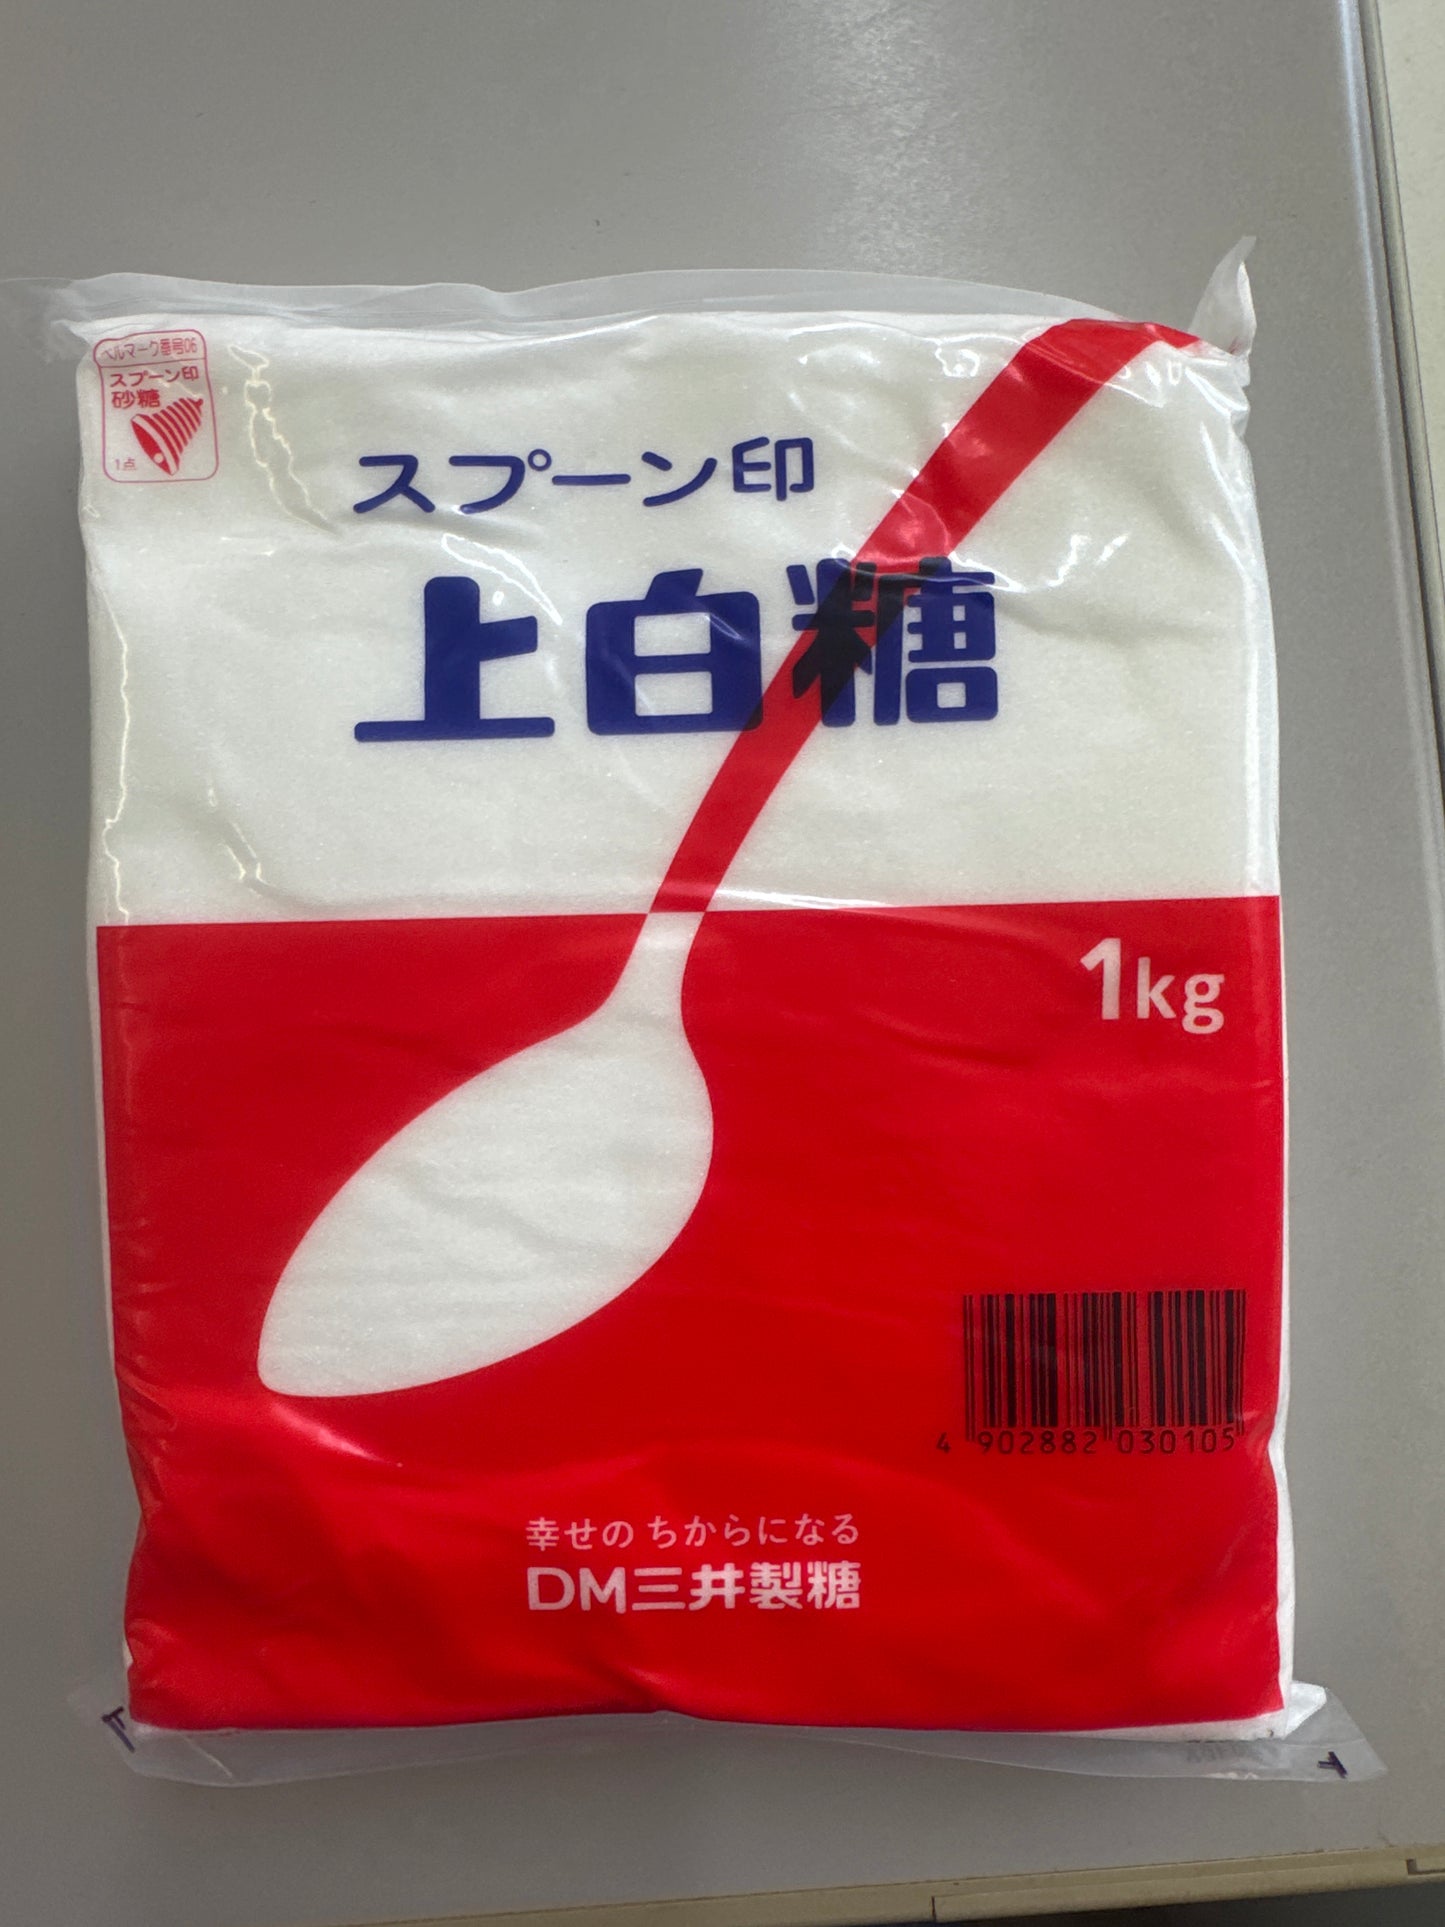 ベルマーク番号06
スプーン印
砂糖
1点
スプーン印
上白糖
1kg
4 902882 030105
幸せの ちからになる
DM三井製糖